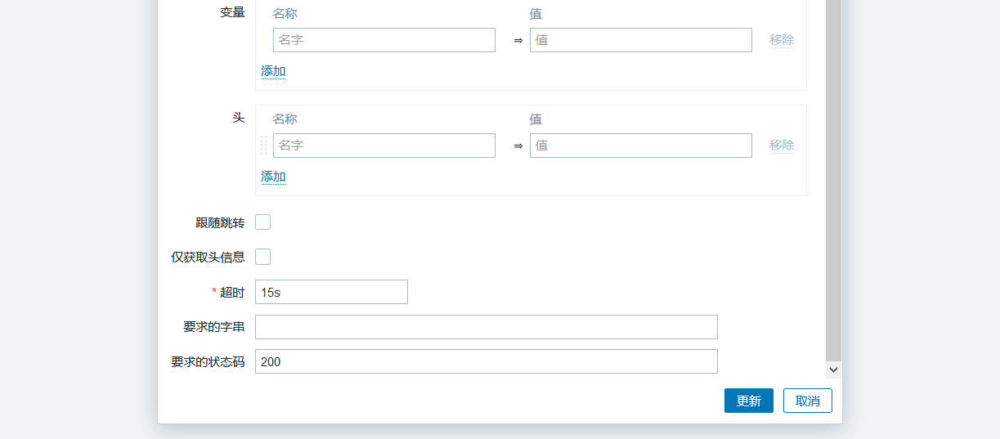 变量 名称 值
名字 ⇒ 值 移除
添加
头 名称 值
名字 ⇒ 值 移除
添加
跟随跳转
仅获取头信息
* 超时 15s
要求的字串
要求的状态码 200
更新 取消